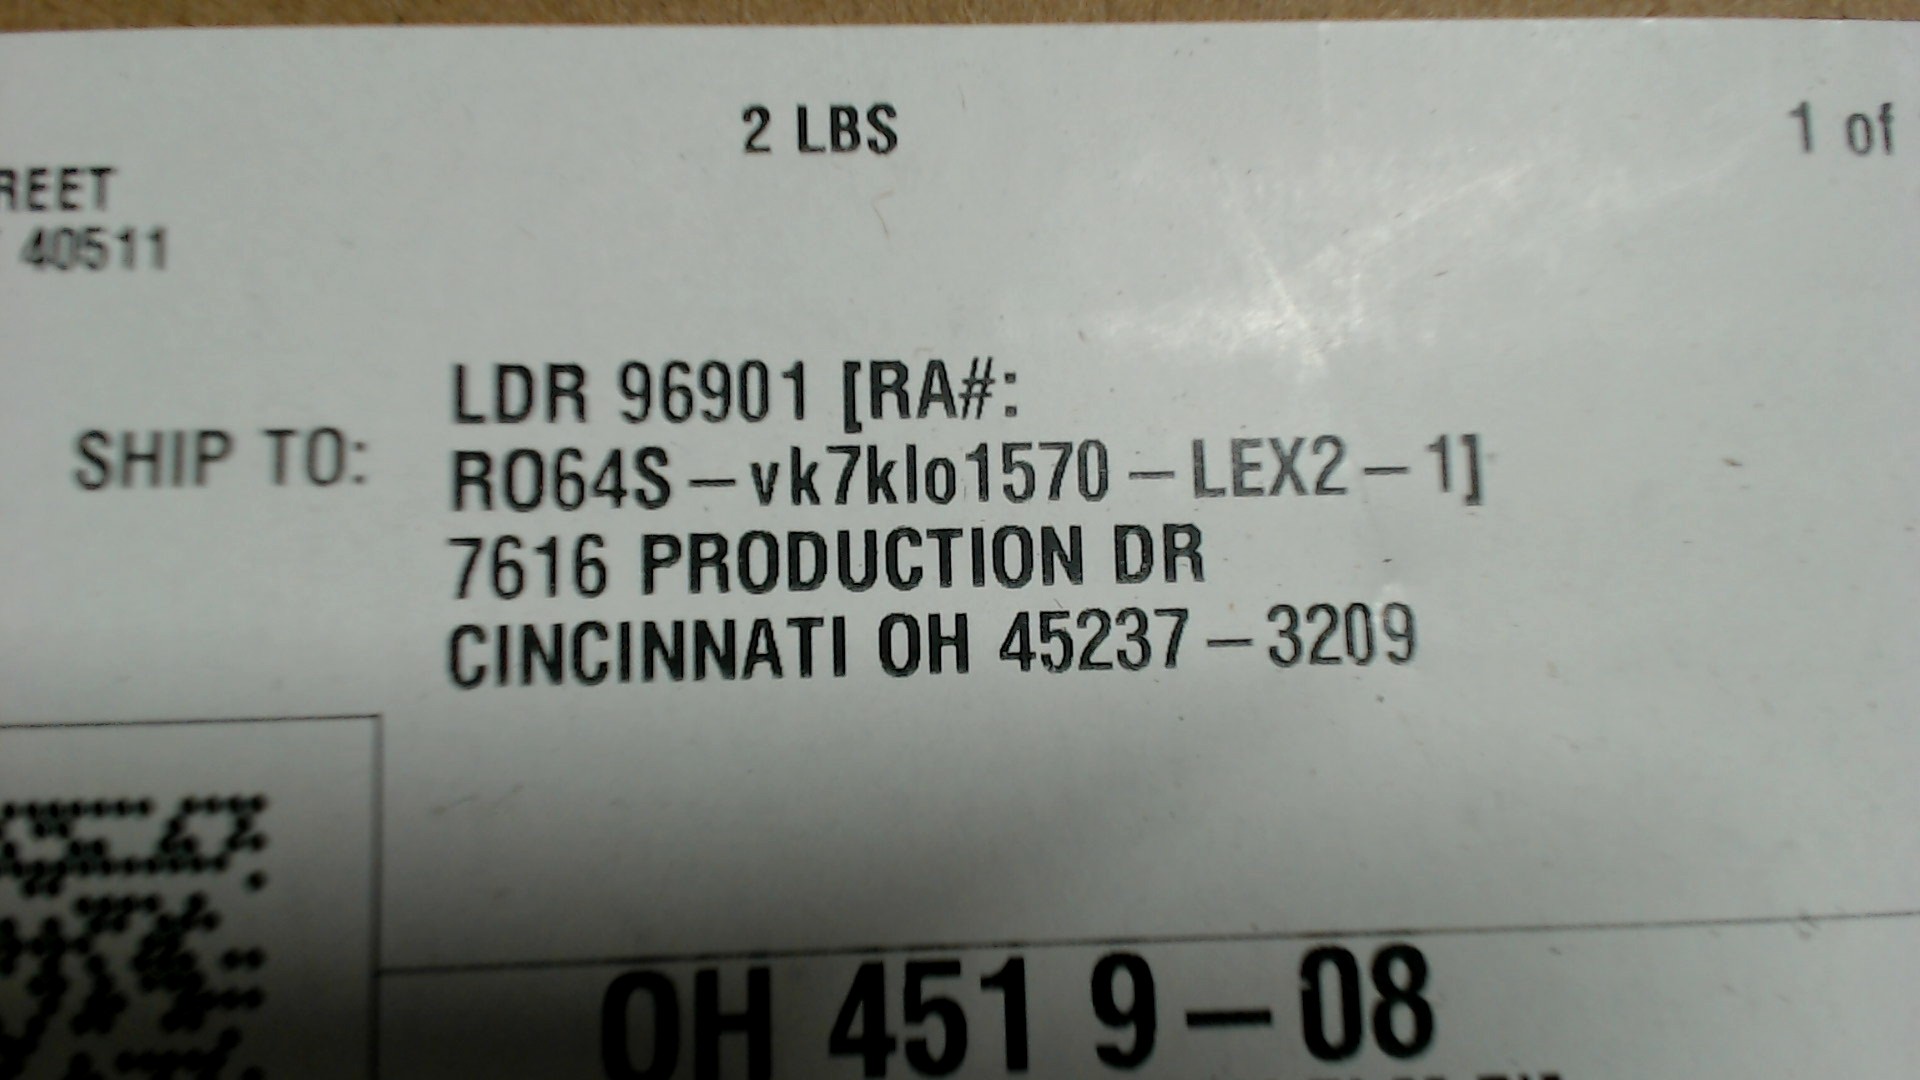 2 LBS
1 of
REET
40511
SHIP TO:
LDR 96901 [RA#:
RO64S-vk7klo1570-LEX2-1]
7616 PRODUCTION DR
CINCINNATI OH 45237-3209
OH 451 9-08